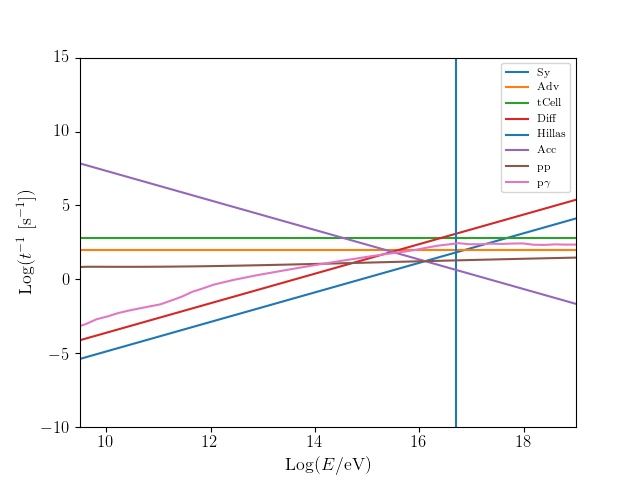 15
10
5
0
−5
−10
Log(t⁻¹ [s⁻¹])
Sy
Adv
tCell
Diff
Hillas
Acc
pp
pγ
10 12 14 16 18
Log(E/eV)